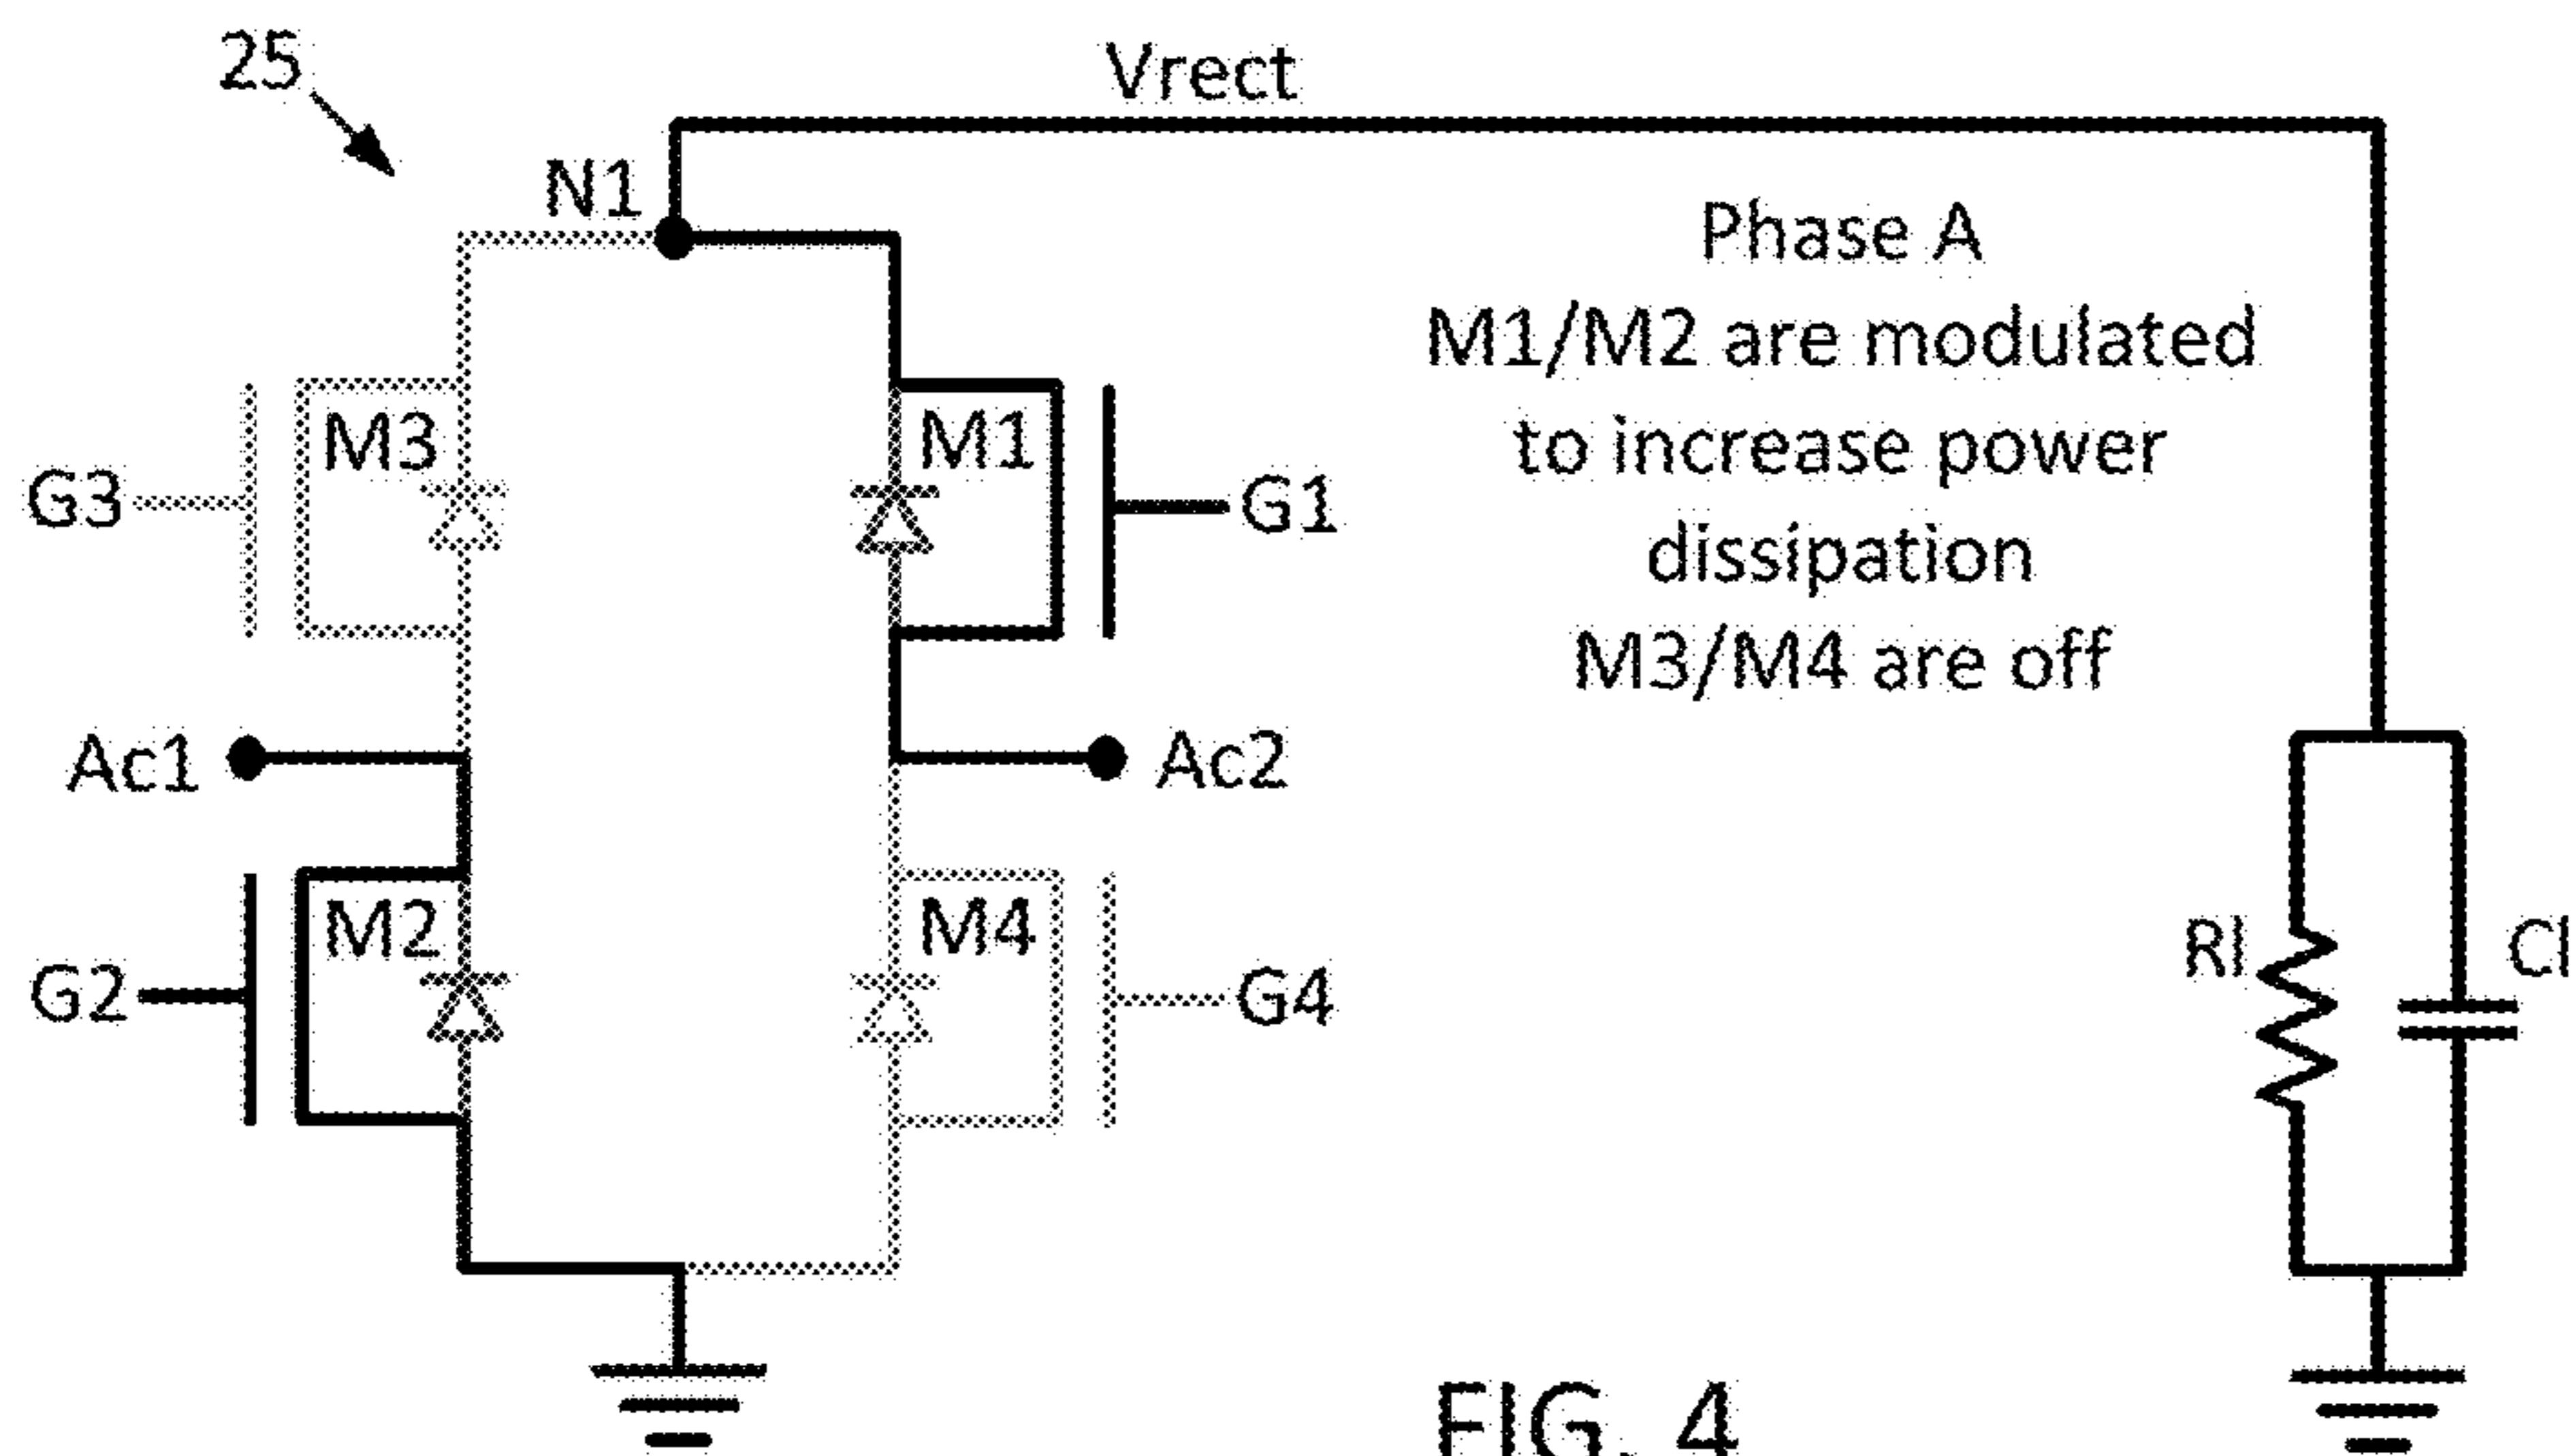 25
Vrect
N1
Phase A
M1/M2 are modulated
to increase power
dissipation
M3/M4 are off
M3
M1
G3
G1
Ac1
Ac2
M2
M4
G2
G4
Rl
Cl
FIG. 4